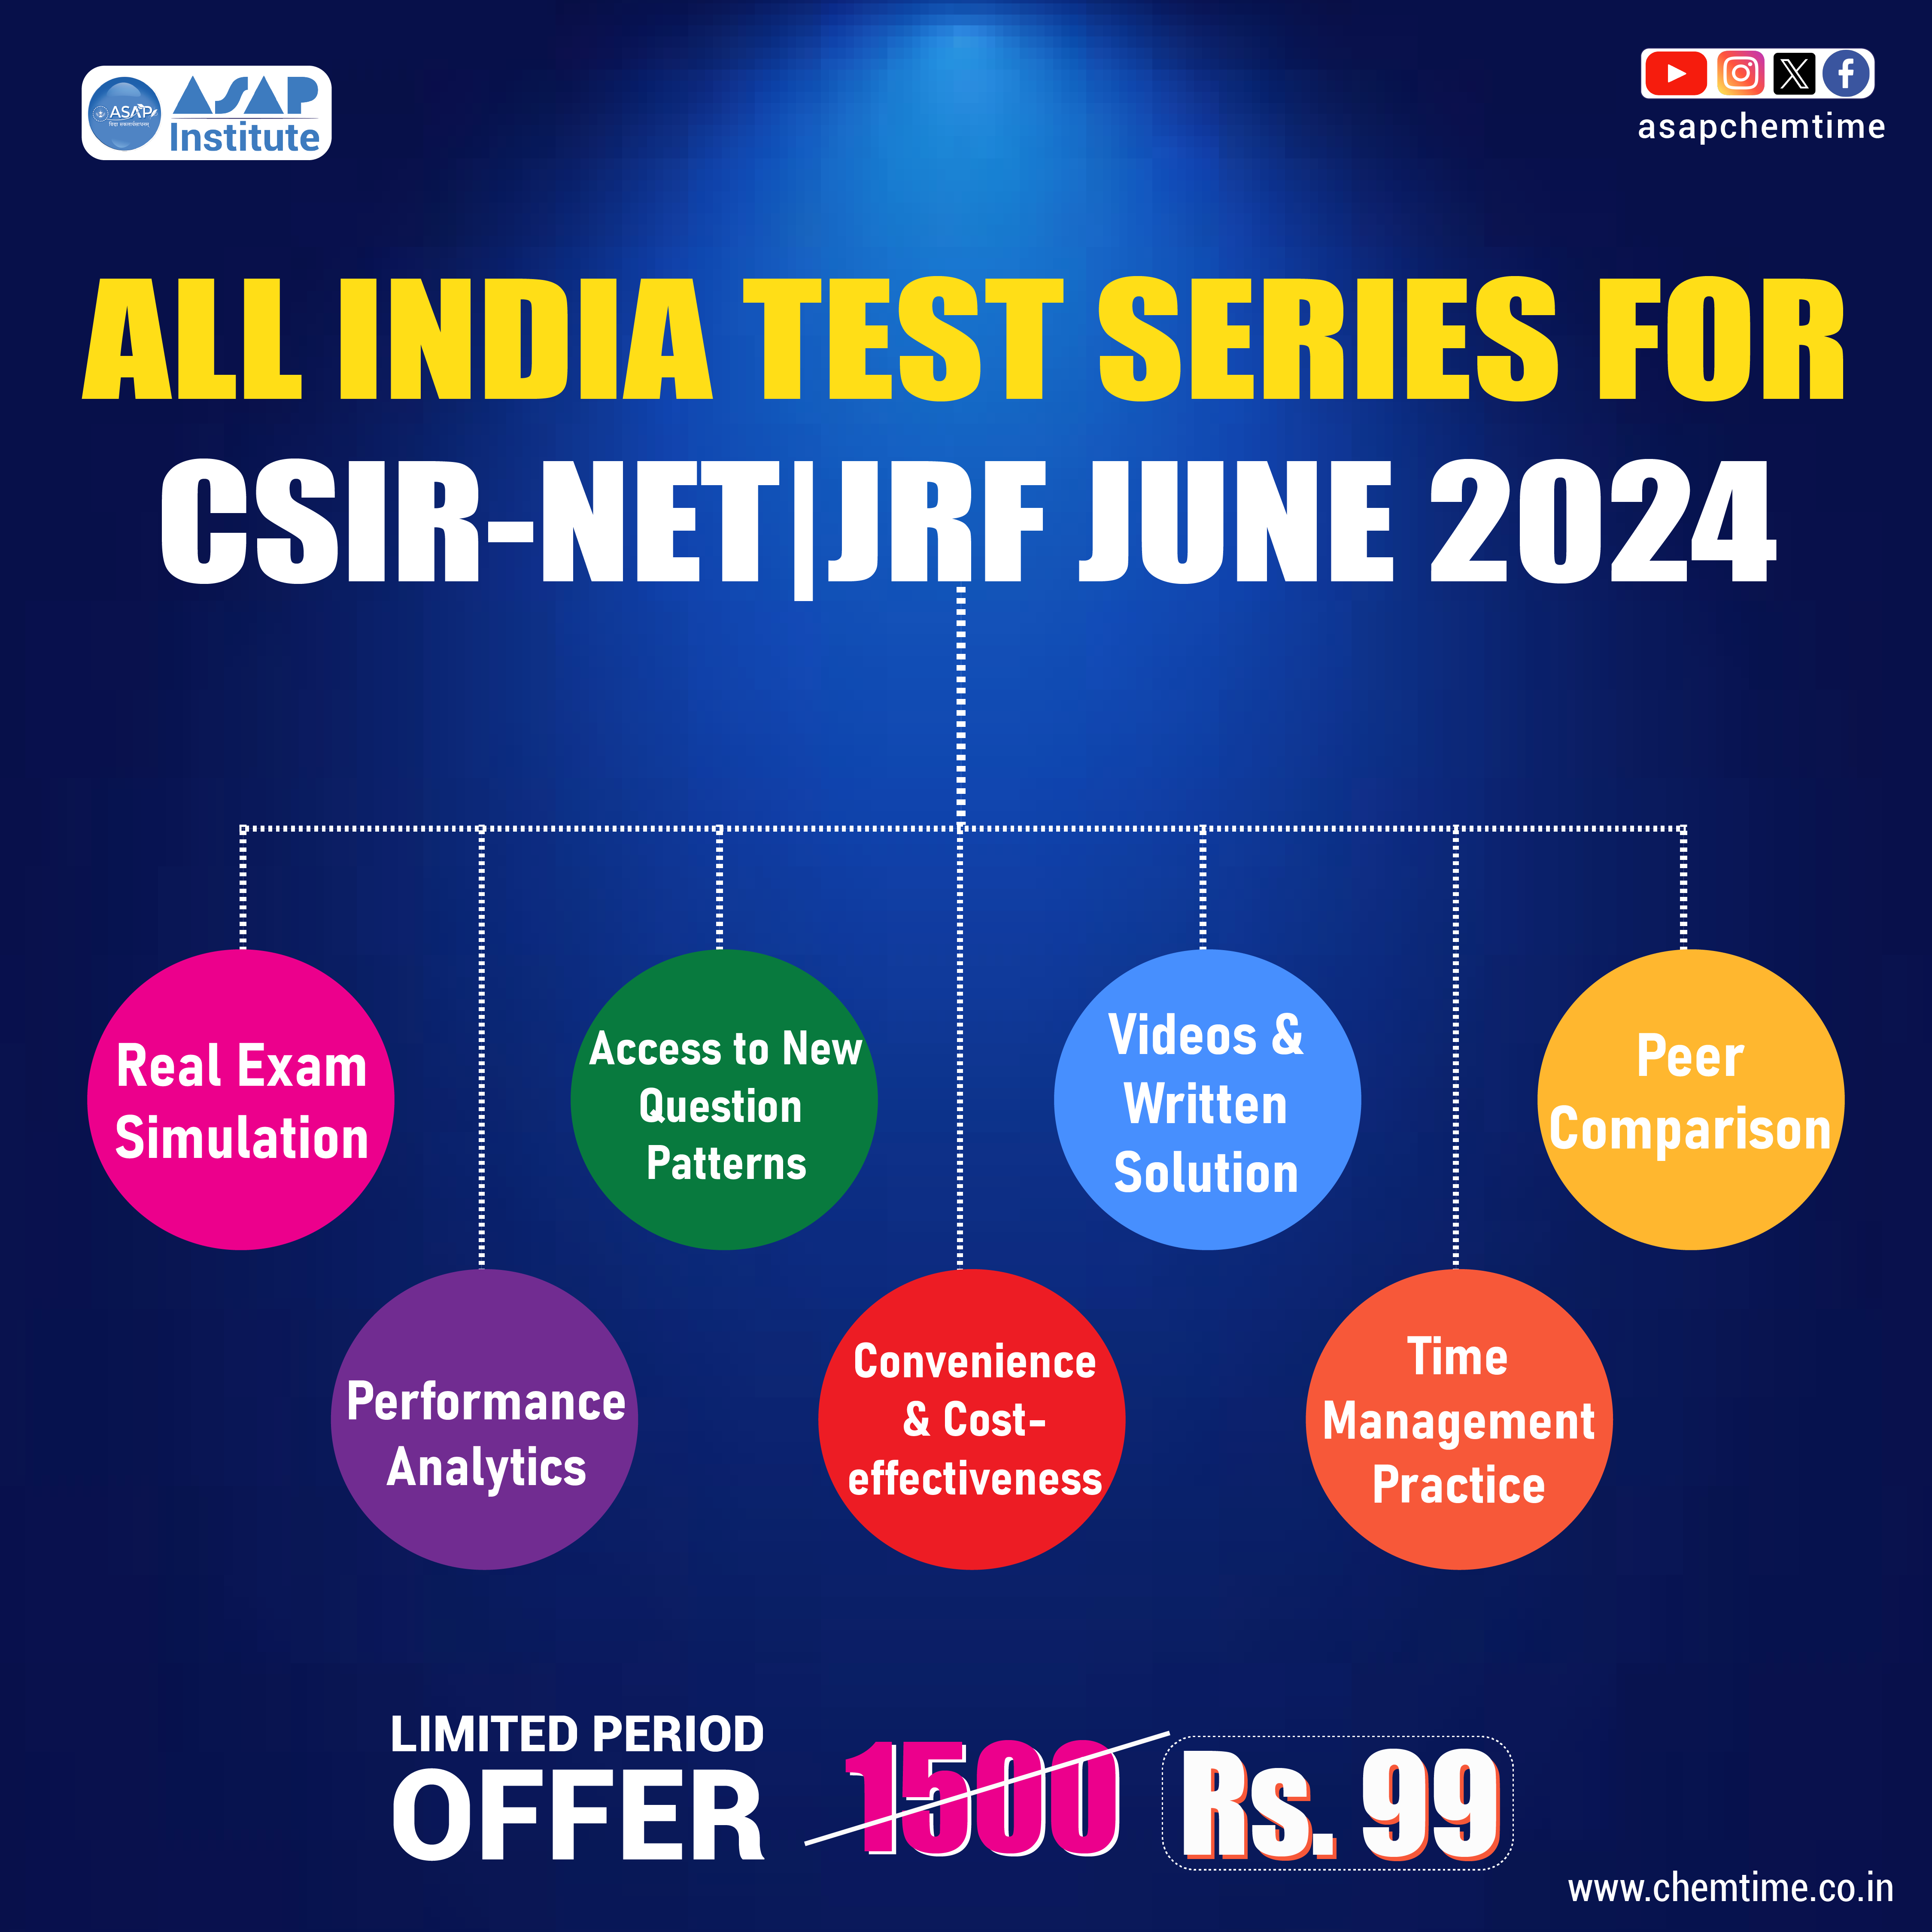 ASAP
ASAP
Institute
asapchemtime
ALL INDIA TEST SERIES FOR
CSIR-NET|JRF JUNE 2024
Real Exam
Simulation
Access to New
Question
Patterns
Videos &
Written
Solution
Peer
Comparison
Performance
Analytics
Convenience
& Cost-
effectiveness
Time
Management
Practice
LIMITED PERIOD
OFFER
1500
Rs. 99
www.chemtime.co.in